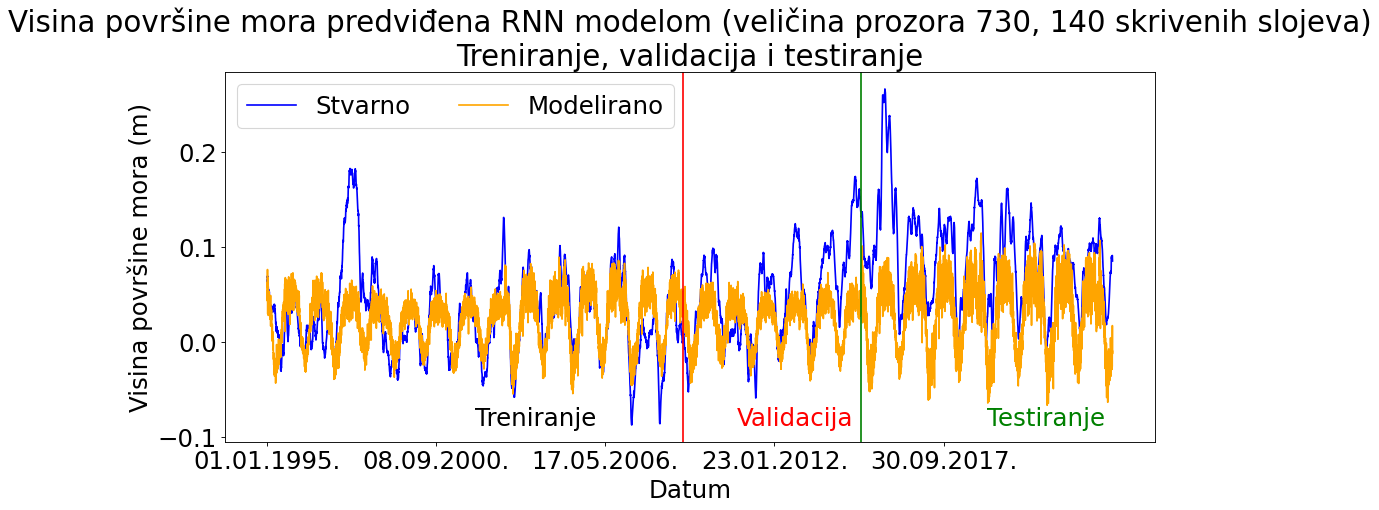 Visina površine mora predviđena RNN modelom (veličina prozora 730, 140 skrivenih slojeva)
Treniranje, validacija i testiranje
Stvarno
Modelirano
Visina površine mora (m)
0.2
0.1
0.0
−0.1
Treniranje
Validacija
Testiranje
01.01.1995.
08.09.2000.
17.05.2006.
23.01.2012.
30.09.2017.
Datum